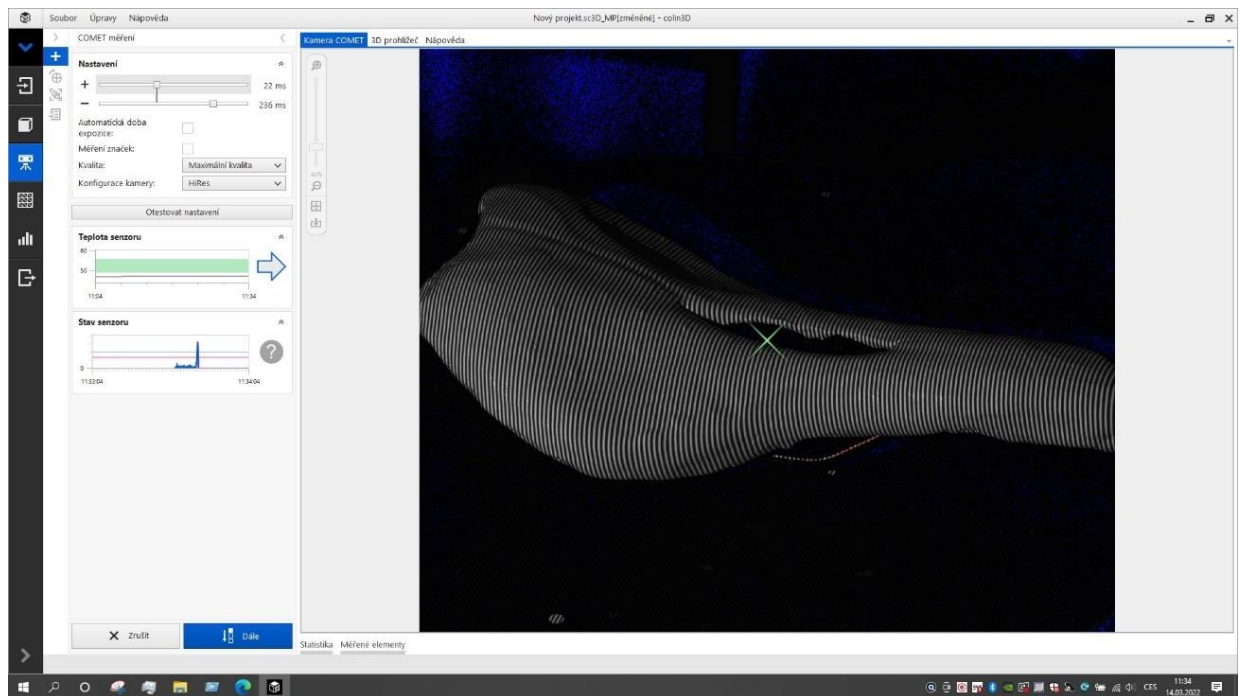 Soubor Úpravy Nápověda
Nový projekt.sc3D_MP[změněné] - colin3D
COMET měření
Kamera COMET 3D prohlížeč Nápověda
Nastavení
22 ms
236 ms
Automatická doba
expozice:
Měření značek:
Kvalita: Maximální kvalita
Konfigurace kamery: HiRes
Otestovat nastavení
Teplota senzoru
60
50
11:04 11:34
Stav senzoru
0
11:33:04 11:34:04
Zrušit Dále
Statistika Měřené elementy
CES
11:34
14.03.2022